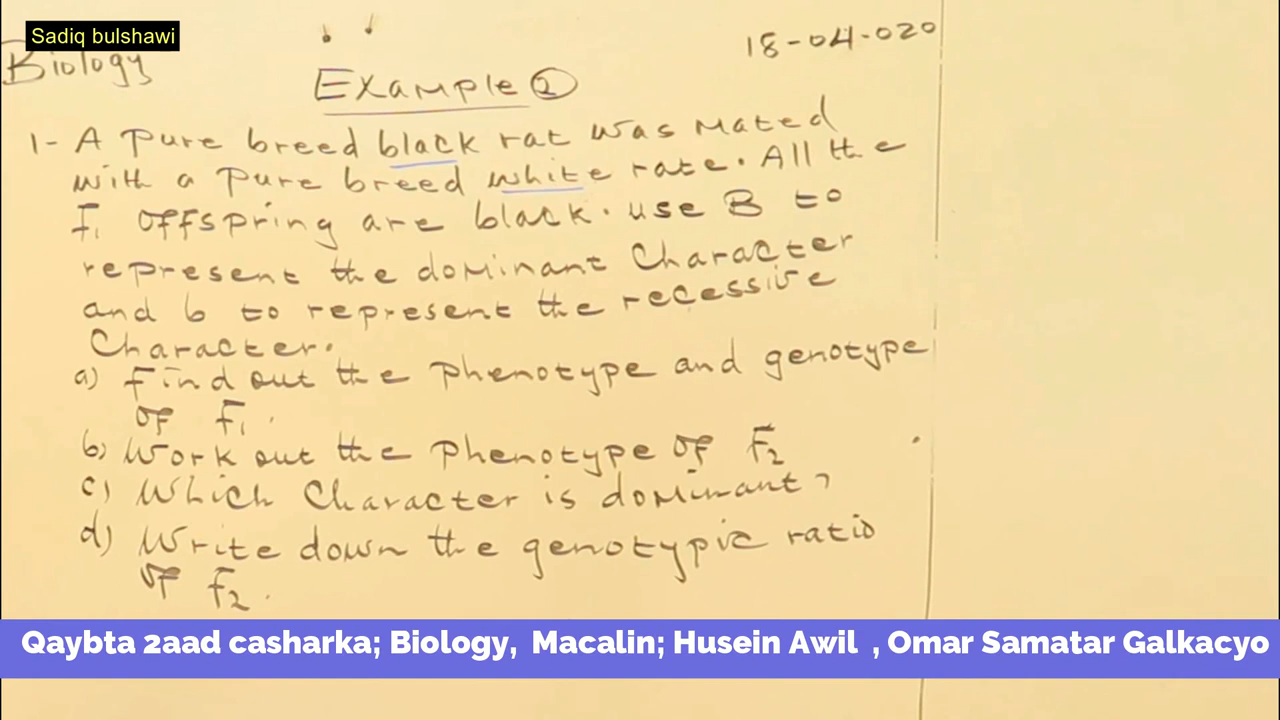 Sadiq bulshawi
Biology
18-04-020
Example 2
1- A pure breed black rat was mated
with a pure breed white rate. All the
F1 offspring are black. use B to
represent the dominant character
and b to represent the recessive
Character.
a) Find out the phenotype and genotype
of F1.
b) Work out the phenotype of F2
c) Which Character is dominant?
d) Write down the genotypic ratio
of F2.
Qaybta 2aad casharka; Biology, Macalin; Husein Awil , Omar Samatar Galkacyo